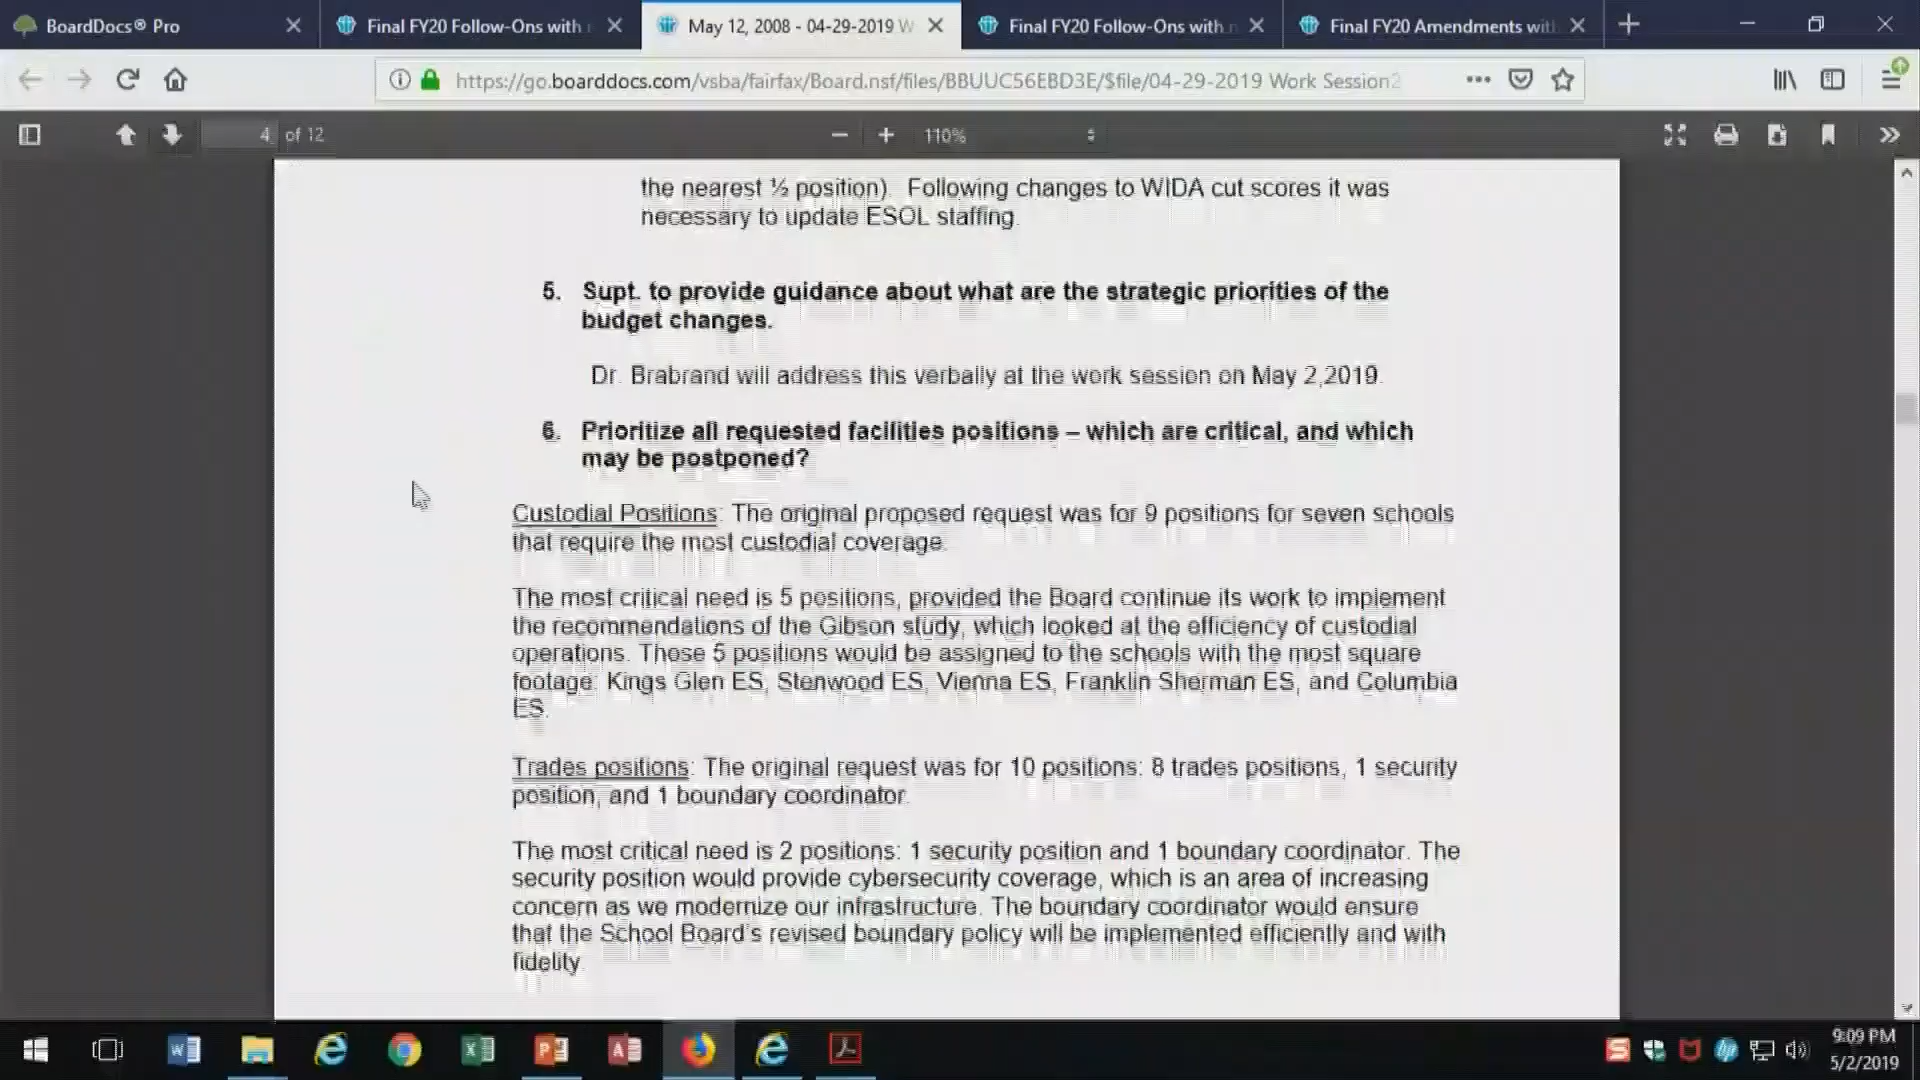 BoardDocs® Pro
Final FY20 Follow-Ons with
May 12, 2008 - 04-29-2019 W
Final FY20 Follow-Ons with
Final FY20 Amendments with
https://go.boarddocs.com/vsba/fairfax/Board.nsf/files/BBUUC56EBD3E/$file/04-29-2019 Work Session2
4 of 12
110%
the nearest ½ position). Following changes to WIDA cut scores it was
necessary to update ESOL staffing.
5. Supt. to provide guidance about what are the strategic priorities of the
budget changes.
Dr. Brabrand will address this verbally at the work session on May 2,2019.
6. Prioritize all requested facilities positions – which are critical, and which
may be postponed?
Custodial Positions: The original proposed request was for 9 positions for seven schools
that require the most custodial coverage.
The most critical need is 5 positions, provided the Board continue its work to implement
the recommendations of the Gibson study, which looked at the efficiency of custodial
operations. Those 5 positions would be assigned to the schools with the most square
footage: Kings Glen ES, Stenwood ES, Vienna ES, Franklin Sherman ES, and Columbia
ES.
Trades positions: The original request was for 10 positions: 8 trades positions, 1 security
position, and 1 boundary coordinator.
The most critical need is 2 positions: 1 security position and 1 boundary coordinator. The
security position would provide cybersecurity coverage, which is an area of increasing
concern as we modernize our infrastructure. The boundary coordinator would ensure
that the School Board's revised boundary policy will be implemented efficiently and with
fidelity.
9:09 PM
5/2/2019